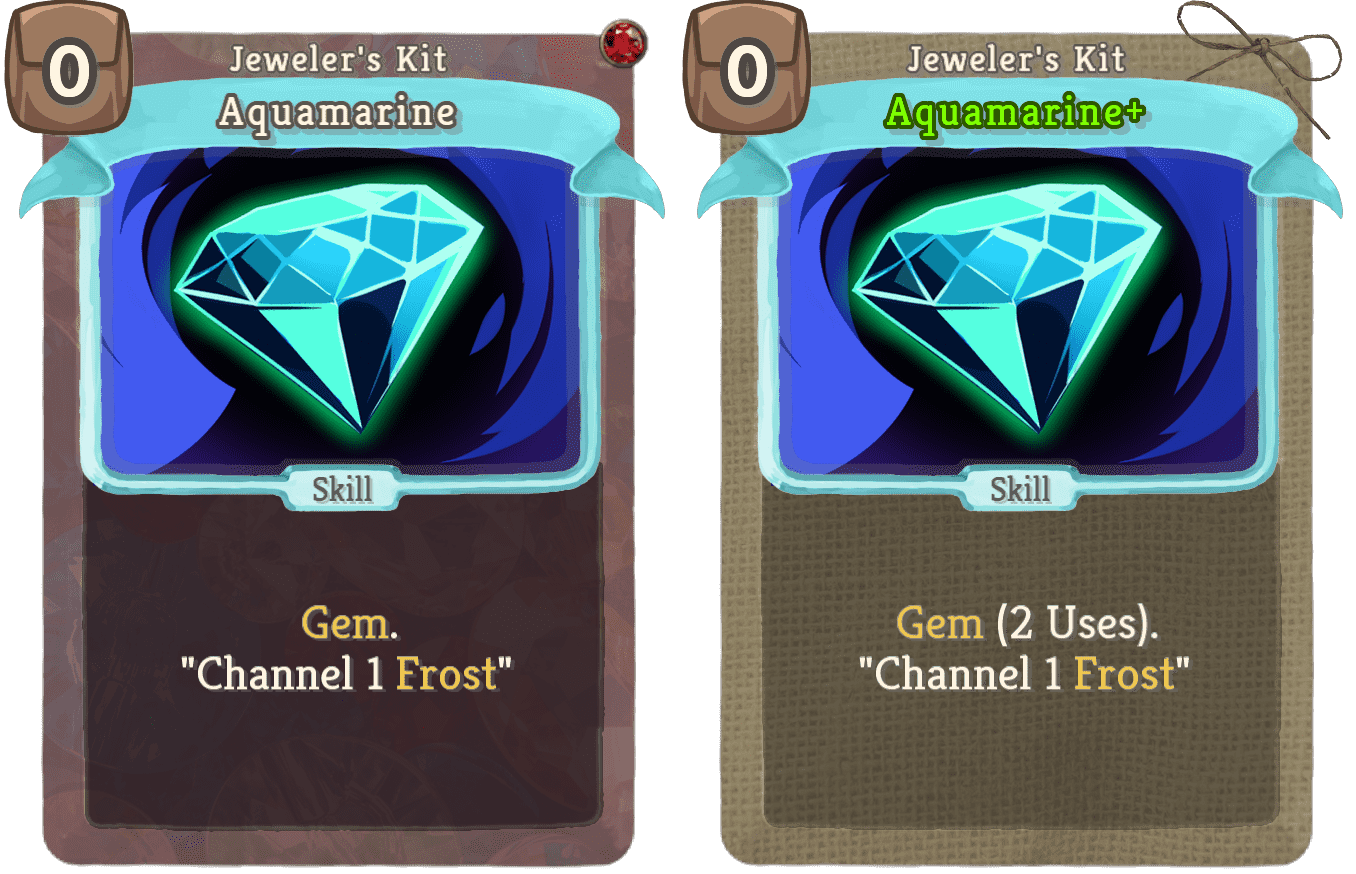 0
Jeweler's Kit
Aquamarine
Skill
Gem.
"Channel 1 Frost"
0
Jeweler's Kit
Aquamarine+
Skill
Gem (2 Uses).
"Channel 1 Frost"